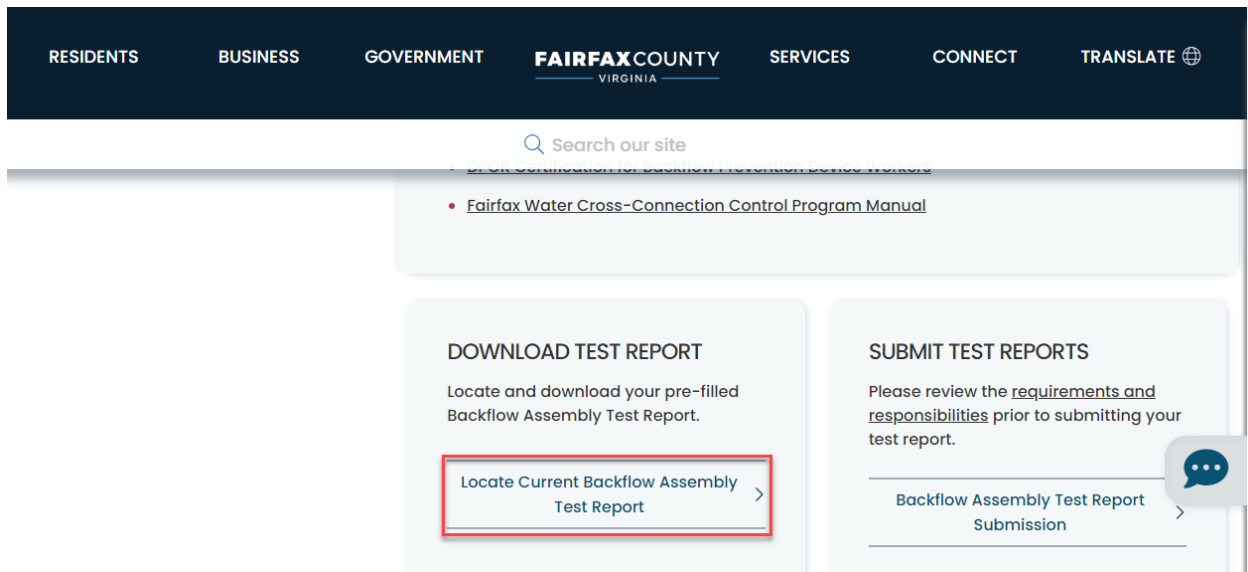 RESIDENTS BUSINESS GOVERNMENT FAIRFAXCOUNTY SERVICES CONNECT TRANSLATE
VIRGINIA
Search our site
DPOR Certification for Backflow Prevention Device Workers
Fairfax Water Cross-Connection Control Program Manual
DOWNLOAD TEST REPORT
Locate and download your pre-filled
Backflow Assembly Test Report.
Locate Current Backflow Assembly
Test Report
SUBMIT TEST REPORTS
Please review the requirements and
responsibilities prior to submitting your
test report.
Backflow Assembly Test Report
Submission